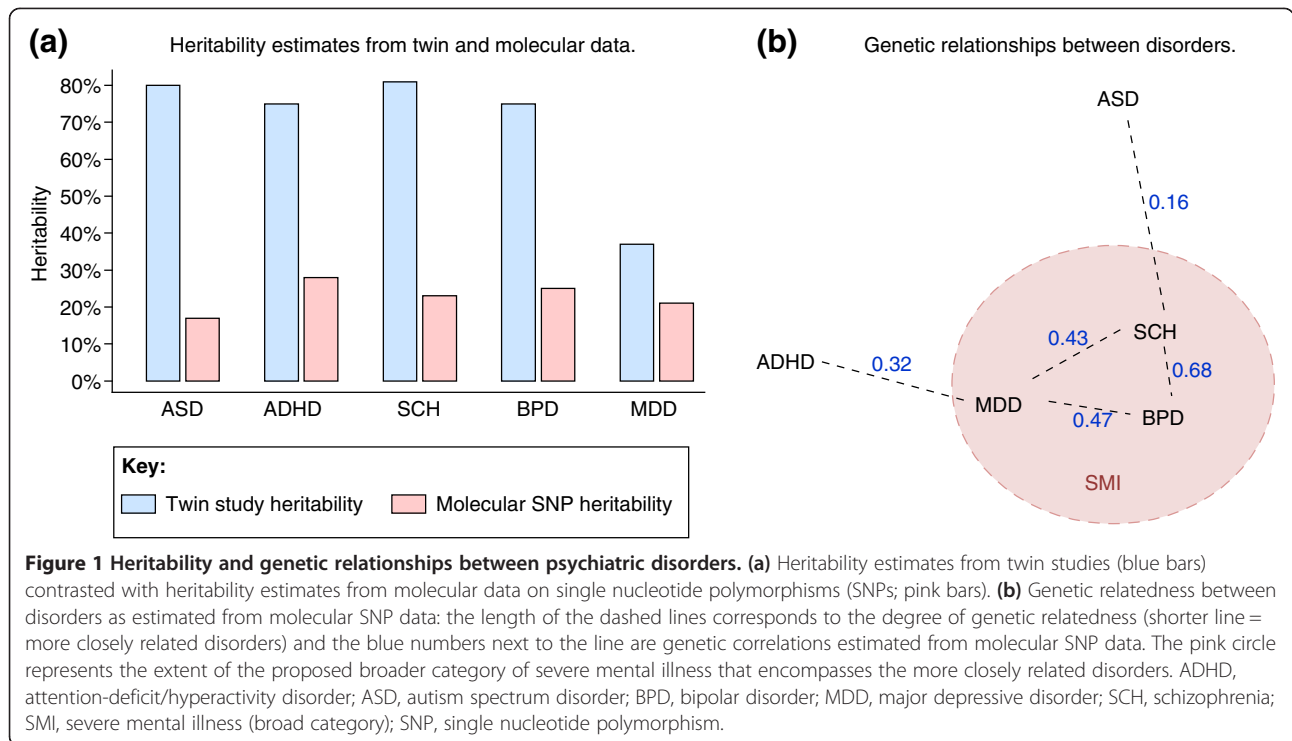 (a)
Heritability estimates from twin and molecular data.
80%
70%
60%
50%
40%
30%
20%
10%
0%
Heritability
ASD ADHD SCH BPD MDD
Key:
Twin study heritability Molecular SNP heritability
(b)
Genetic relationships between disorders.
ASD
0.16
SCH
0.43
ADHD
0.32
0.68
MDD
0.47
BPD
SMI
Figure 1 Heritability and genetic relationships between psychiatric disorders. (a) Heritability estimates from twin studies (blue bars)
contrasted with heritability estimates from molecular data on single nucleotide polymorphisms (SNPs; pink bars). (b) Genetic relatedness between
disorders as estimated from molecular SNP data: the length of the dashed lines corresponds to the degree of genetic relatedness (shorter line =
more closely related disorders) and the blue numbers next to the line are genetic correlations estimated from molecular SNP data. The pink circle
represents the extent of the proposed broader category of severe mental illness that encompasses the more closely related disorders. ADHD,
attention-deficit/hyperactivity disorder; ASD, autism spectrum disorder; BPD, bipolar disorder; MDD, major depressive disorder; SCH, schizophrenia;
SMI, severe mental illness (broad category); SNP, single nucleotide polymorphism.